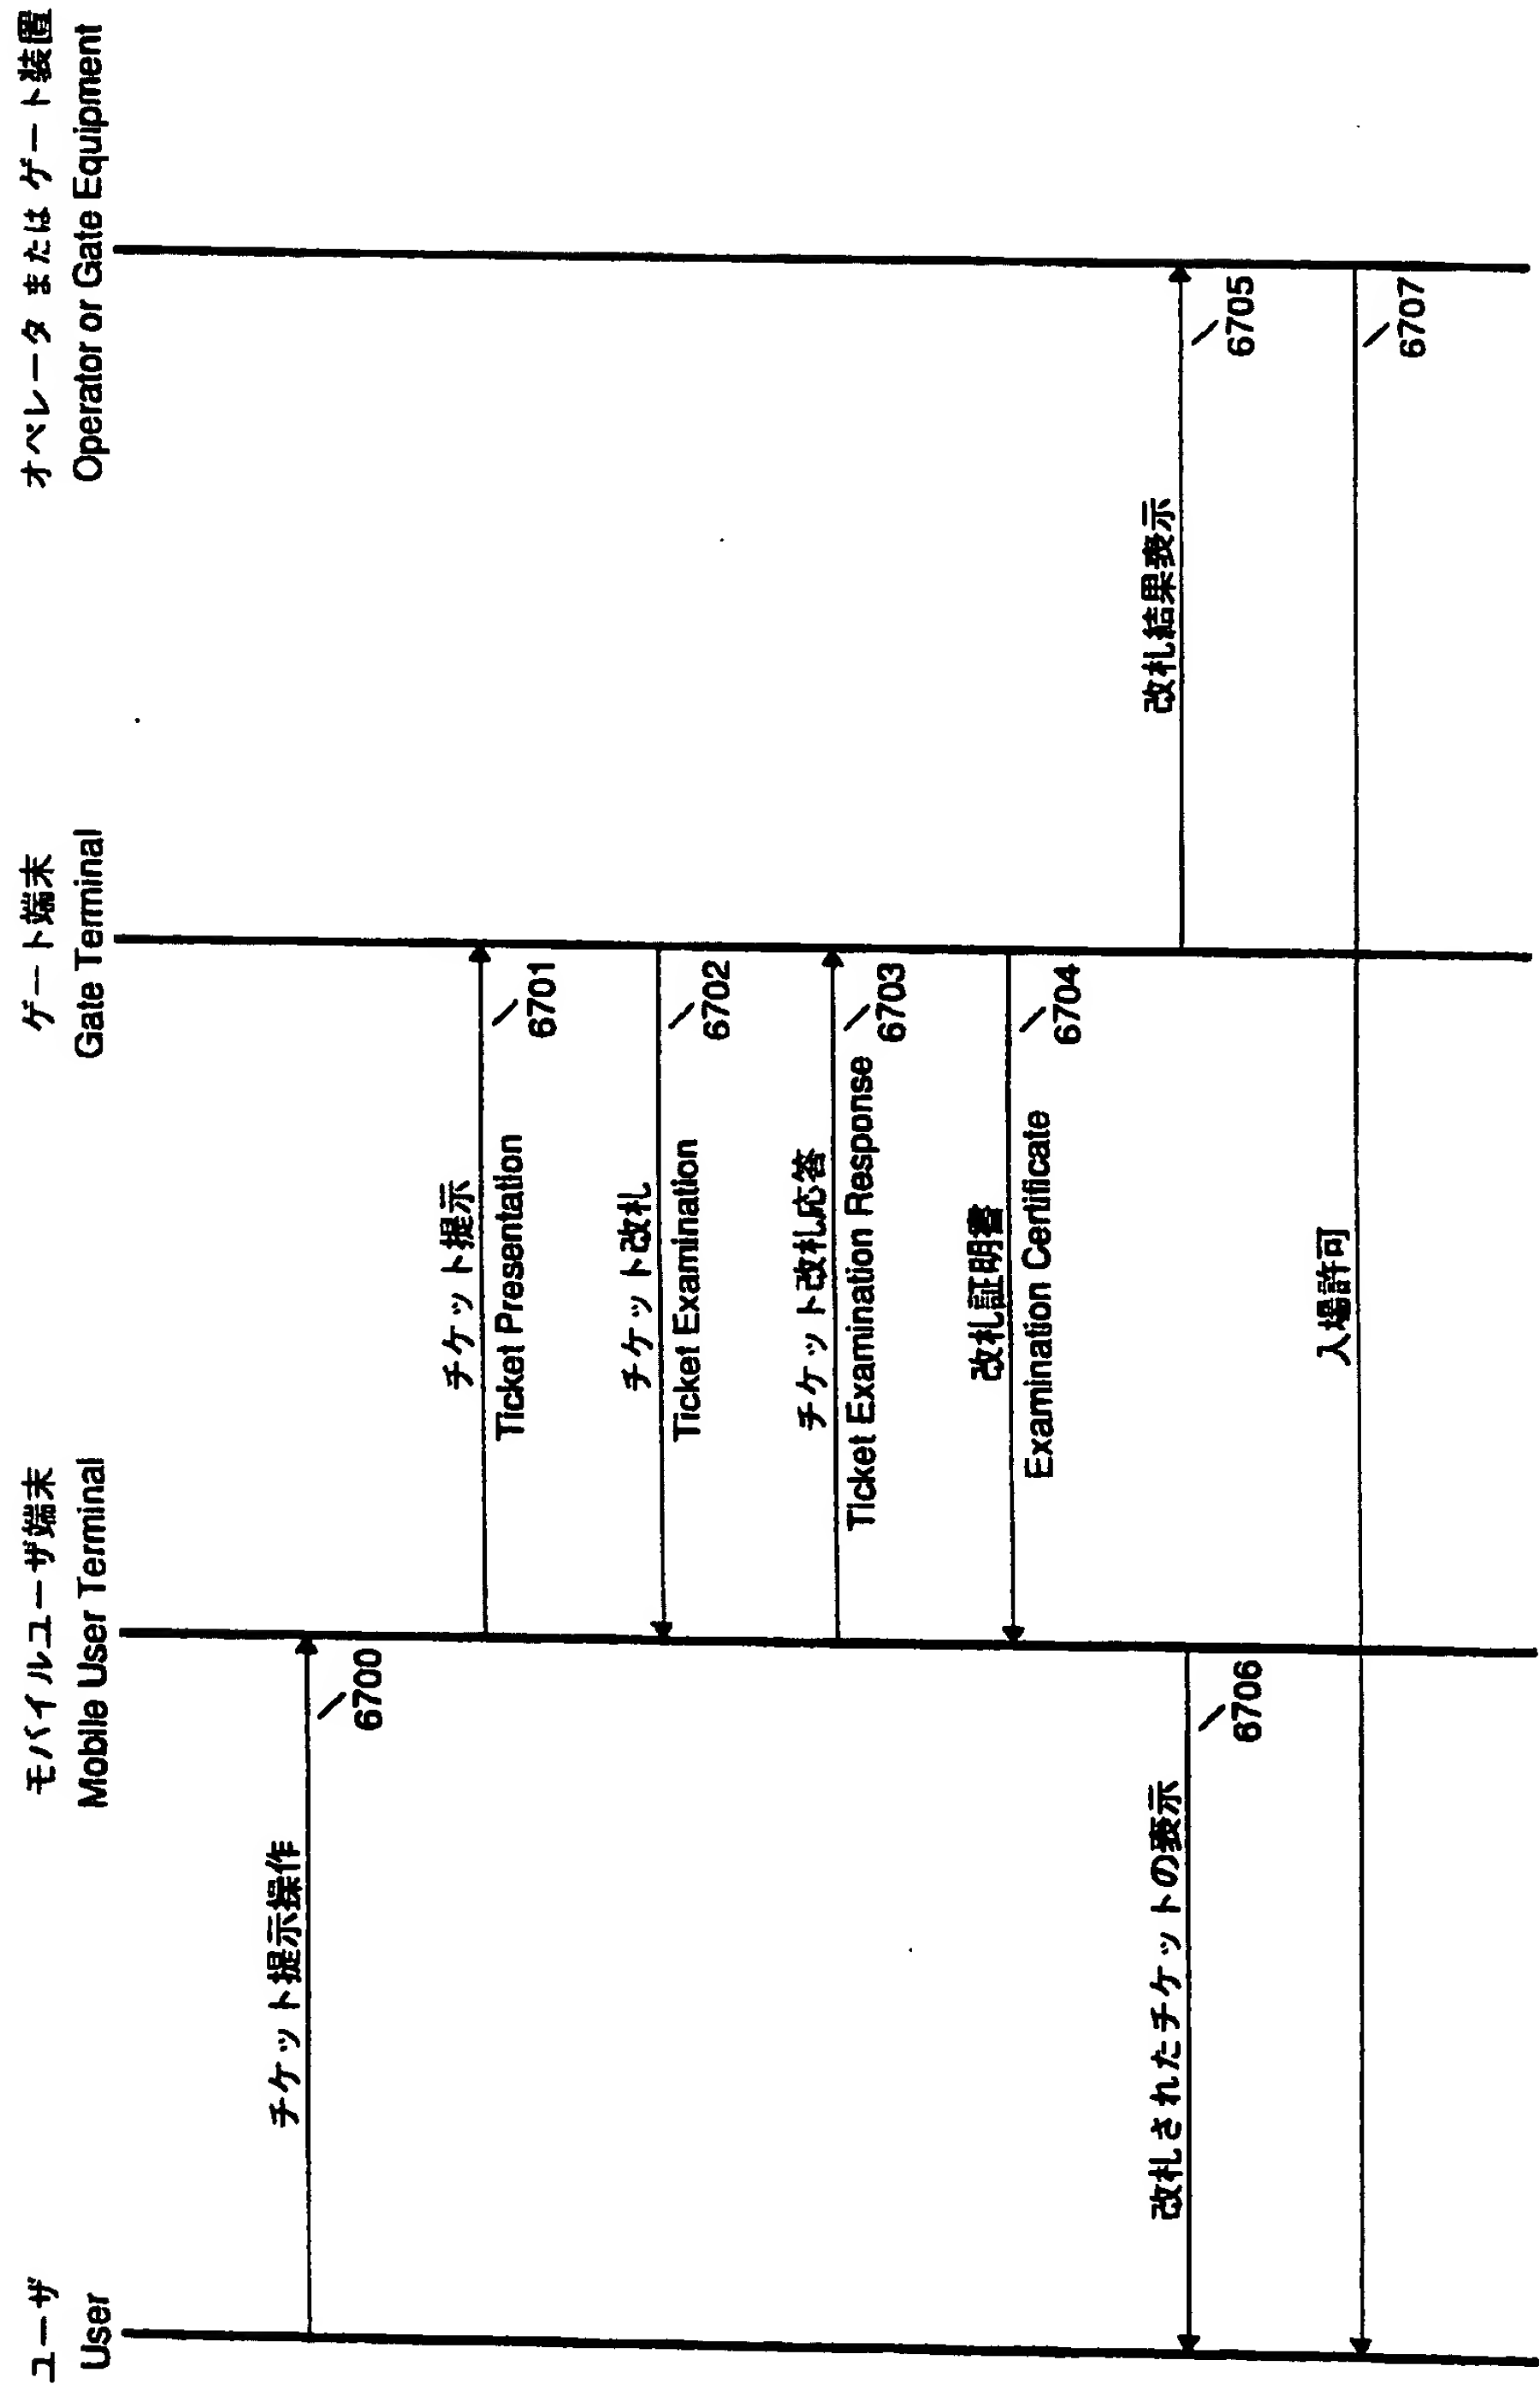 ユーザ
User
モバイルユーザ端末
Mobile User Terminal
ゲート端末
Gate Terminal
オペレータ または ゲート装置
Operator or Gate Equipment
チケット提示操作
6700
チケット提示
Ticket Presentation
6701
チケット改札
Ticket Examination
6702
チケット改札応答
Ticket Examination Response
6703
改札証明書
Examination Certificate
6704
改札結果表示
6705
改札されたチケットの表示
6706
入場許可
6707